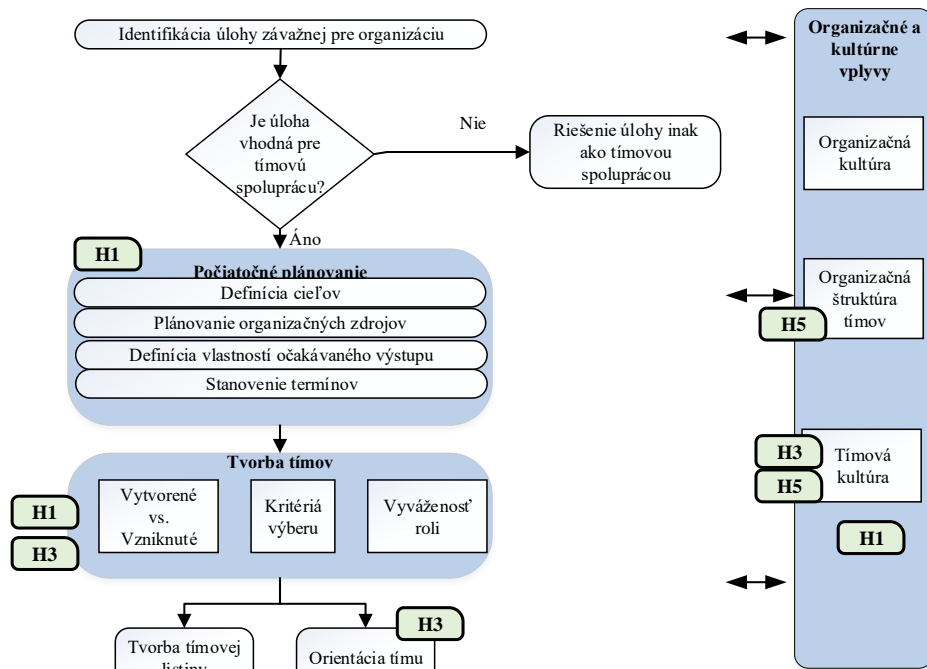 Identifikácia úlohy závažnej pre organizáciu
Je úloha
vhodná pre
tímovú
spoluprácu?
Nie
Riešenie úlohy inak
ako tímovou
spoluprácou
Áno
H1
Počiatočné plánovanie
Definícia cieľov
Plánovanie organizačných zdrojov
Definícia vlastností očakávaného výstupu
Stanovenie termínov
Tvorba tímov
Vytvorené
vs.
Vzniknuté
Kritériá
výberu
Vyváženosť
roli
H1
H3
Tvorba tímovej
listiny
H3
Orientácia tímu
Organizačné a
kultúrne
vplyvy
Organizačná
kultúra
Organizačná
štruktúra
tímov
H5
H3
H5
Tímová
kultúra
H1